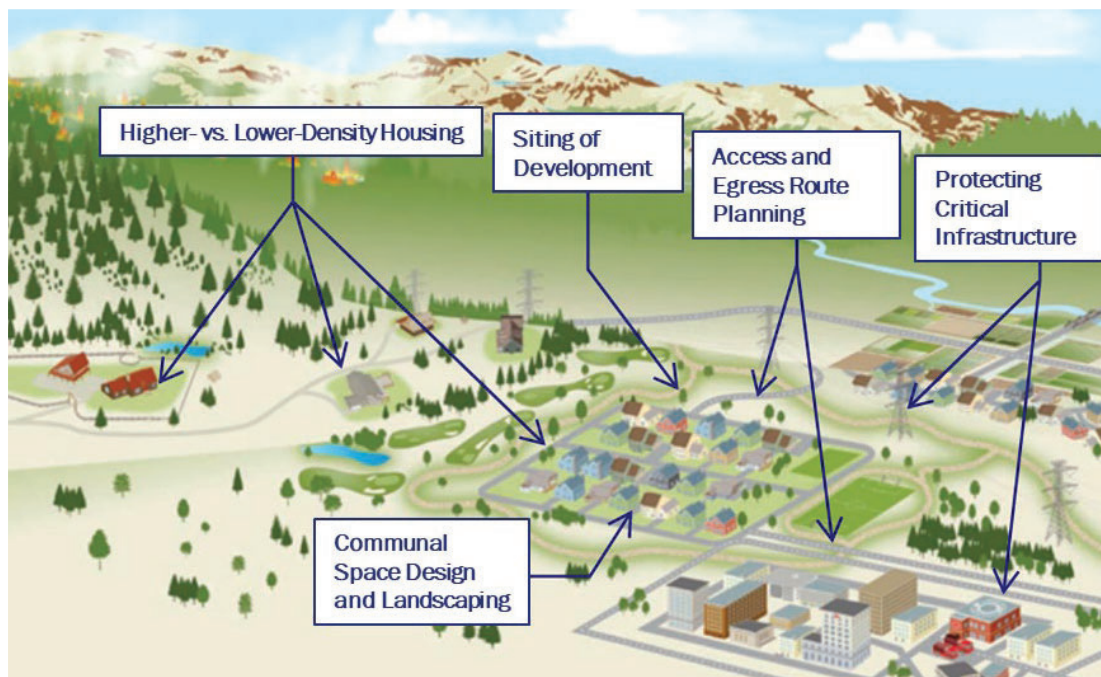 Higher- vs. Lower-Density Housing
Siting of
Development
Access and
Egress Route
Planning
Protecting
Critical
Infrastructure
Communal
Space Design
and Landscaping